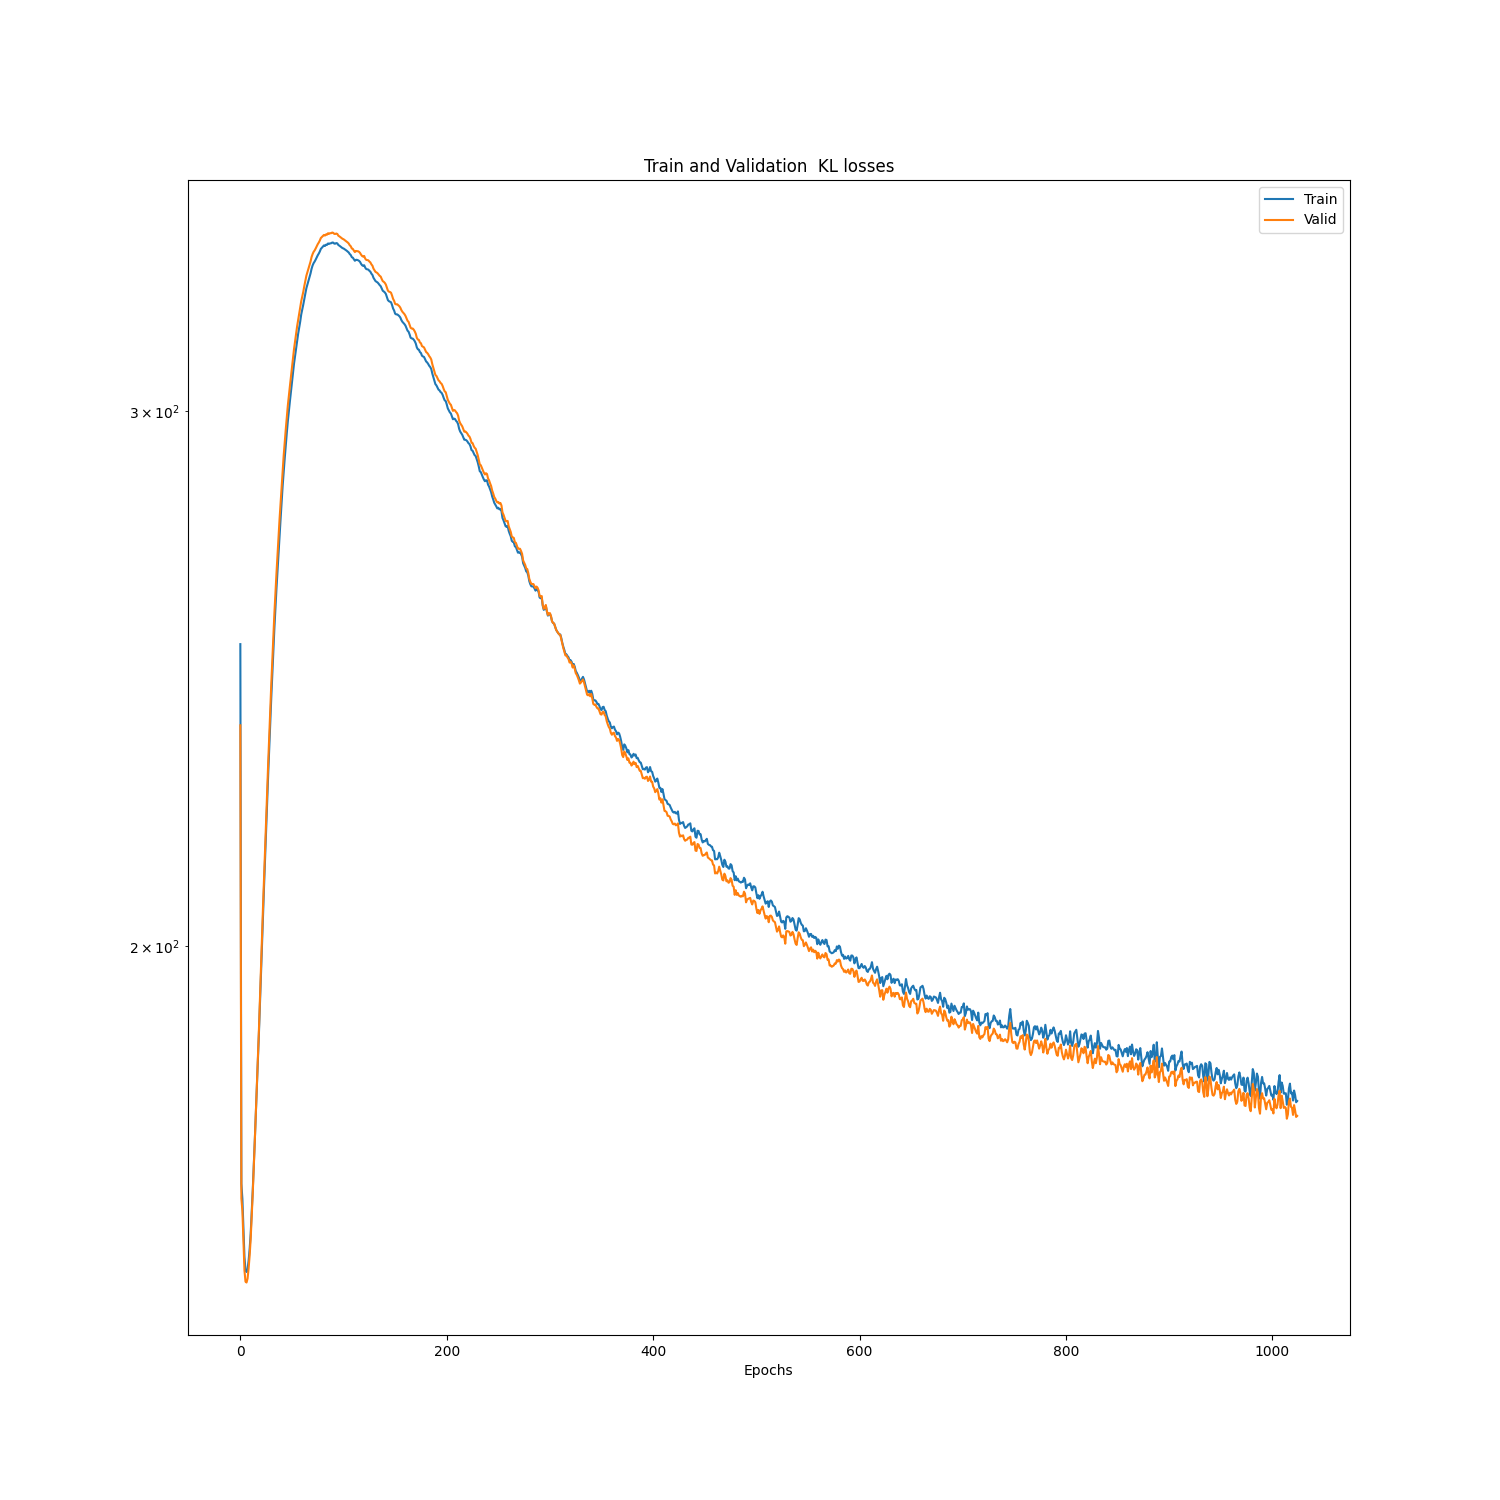 Train and Validation  KL losses
Train
Valid
3 × 10²
2 × 10²
0 200 400 600 800 1000
Epochs